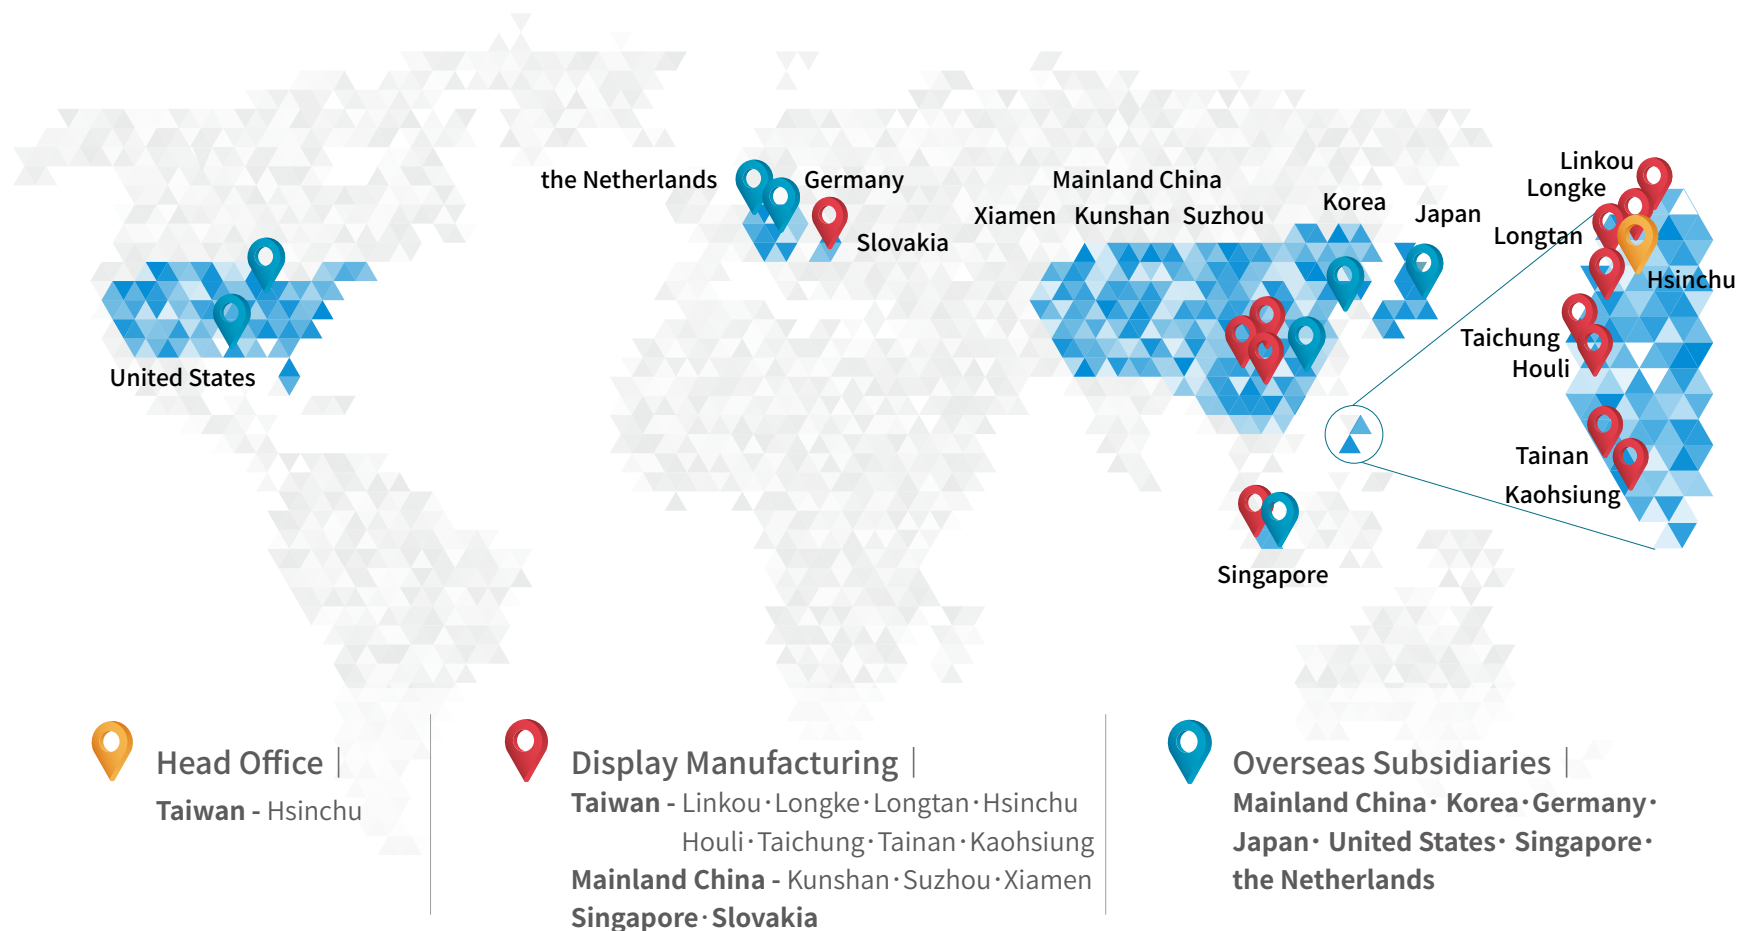 Linkou
Longke
the Netherlands
Germany
Mainland China
Xiamen Kunshan Suzhou
Korea
Japan
Longtan
Slovakia
Hsinchu
Taichung
Houli
United States
Tainan
Kaohsiung
Singapore
Head Office |
Taiwan - Hsinchu
Display Manufacturing |
Taiwan - Linkou·Longke·Longtan·Hsinchu
Houli·Taichung·Tainan·Kaohsiung
Mainland China - Kunshan·Suzhou·Xiamen
Singapore·Slovakia
Overseas Subsidiaries |
Mainland China· Korea·Germany·
Japan· United States· Singapore·
the Netherlands